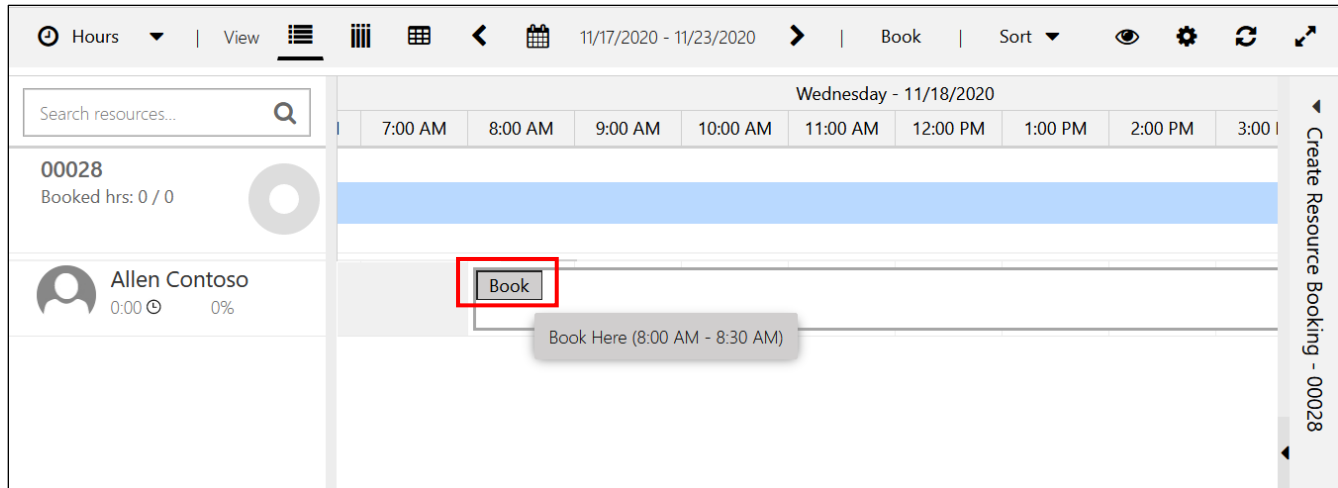 Hours | View 11/17/2020 - 11/23/2020 | Book | Sort
Search resources...
Wednesday - 11/18/2020
7:00 AM 8:00 AM 9:00 AM 10:00 AM 11:00 AM 12:00 PM 1:00 PM 2:00 PM 3:00
00028
Booked hrs: 0 / 0
Allen Contoso
0:00 0%
Book
Book Here (8:00 AM - 8:30 AM)
Create Resource Booking - 00028